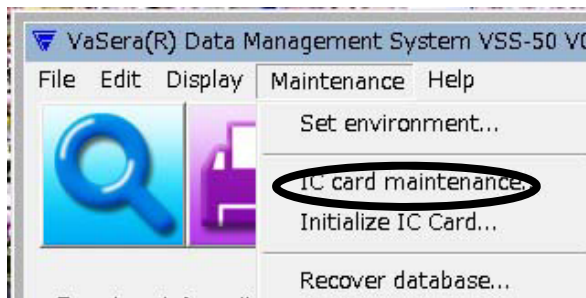 VaSera(R) Data Management System VSS-50
File Edit Display Maintenance Help
Set environment...
IC card maintenance.
Initialize IC Card...
Recover database...